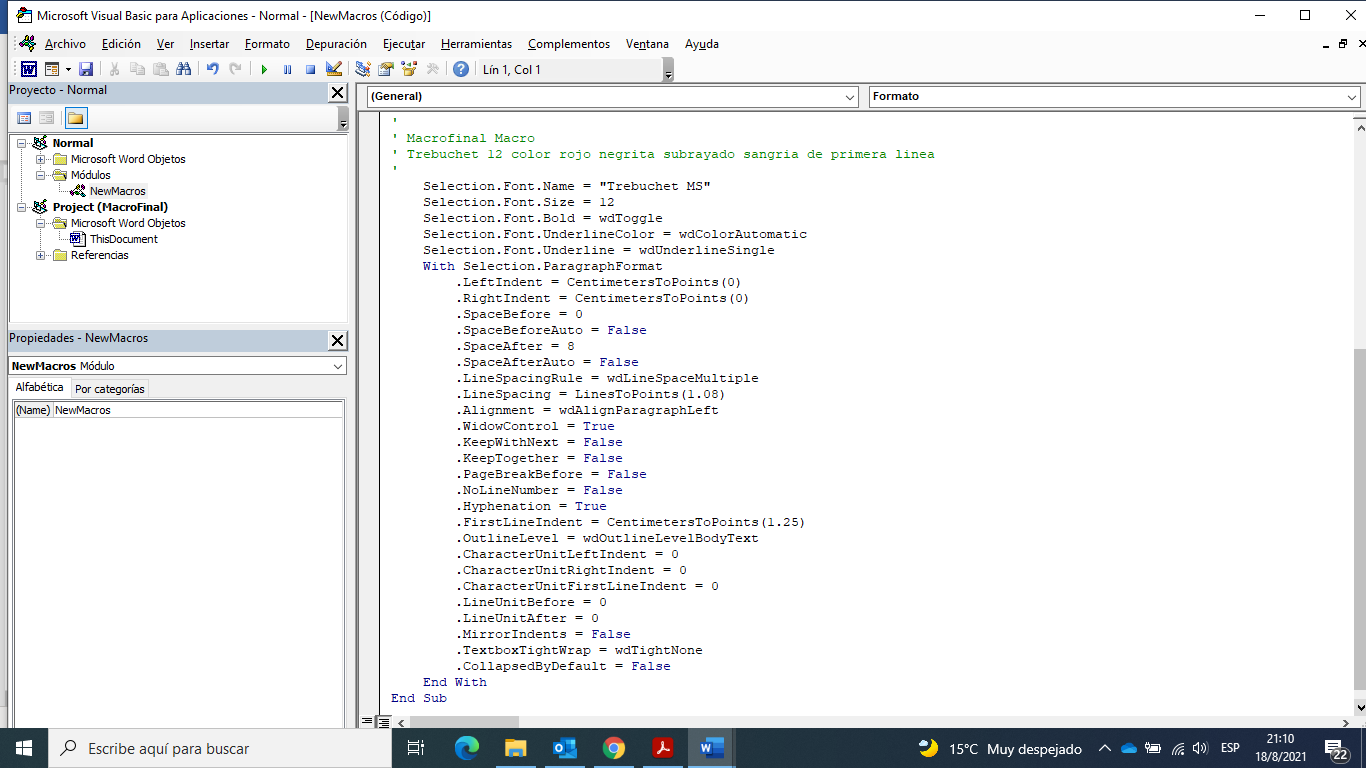 Microsoft Visual Basic para Aplicaciones - Normal - [NewMacros (Código)]
Archivo Edición Ver Insertar Formato Depuración Ejecutar Herramientas Complementos Ventana Ayuda
Lín 1, Col 1
Proyecto - Normal
Normal
Microsoft Word Objetos
Módulos
NewMacros
Project (MacroFinal)
Microsoft Word Objetos
ThisDocument
Referencias
Propiedades - NewMacros
NewMacros Módulo
Alfabética Por categorías
(Name) NewMacros
(General) Formato
'
' Macrofinal Macro
' Trebuchet 12 color rojo negrita subrayado sangria de primera linea
'
Selection.Font.Name = "Trebuchet MS"
Selection.Font.Size = 12
Selection.Font.Bold = wdToggle
Selection.Font.UnderlineColor = wdColorAutomatic
Selection.Font.Underline = wdUnderlineSingle
With Selection.ParagraphFormat
.LeftIndent = CentimetersToPoints(0)
.RightIndent = CentimetersToPoints(0)
.SpaceBefore = 0
.SpaceBeforeAuto = False
.SpaceAfter = 8
.SpaceAfterAuto = False
.LineSpacingRule = wdLineSpaceMultiple
.LineSpacing = LinesToPoints(1.08)
.Alignment = wdAlignParagraphLeft
.WidowControl = True
.KeepWithNext = False
.KeepTogether = False
.PageBreakBefore = False
.NoLineNumber = False
.Hyphenation = True
.FirstLineIndent = CentimetersToPoints(1.25)
.OutlineLevel = wdOutlineLevelBodyText
.CharacterUnitLeftIndent = 0
.CharacterUnitRightIndent = 0
.CharacterUnitFirstLineIndent = 0
.LineUnitBefore = 0
.LineUnitAfter = 0
.MirrorIndents = False
.TextboxTightWrap = wdTightNone
.CollapsedByDefault = False
End With
End Sub
Escribe aquí para buscar
15°C Muy despejado
ESP
21:10
18/8/2021
22